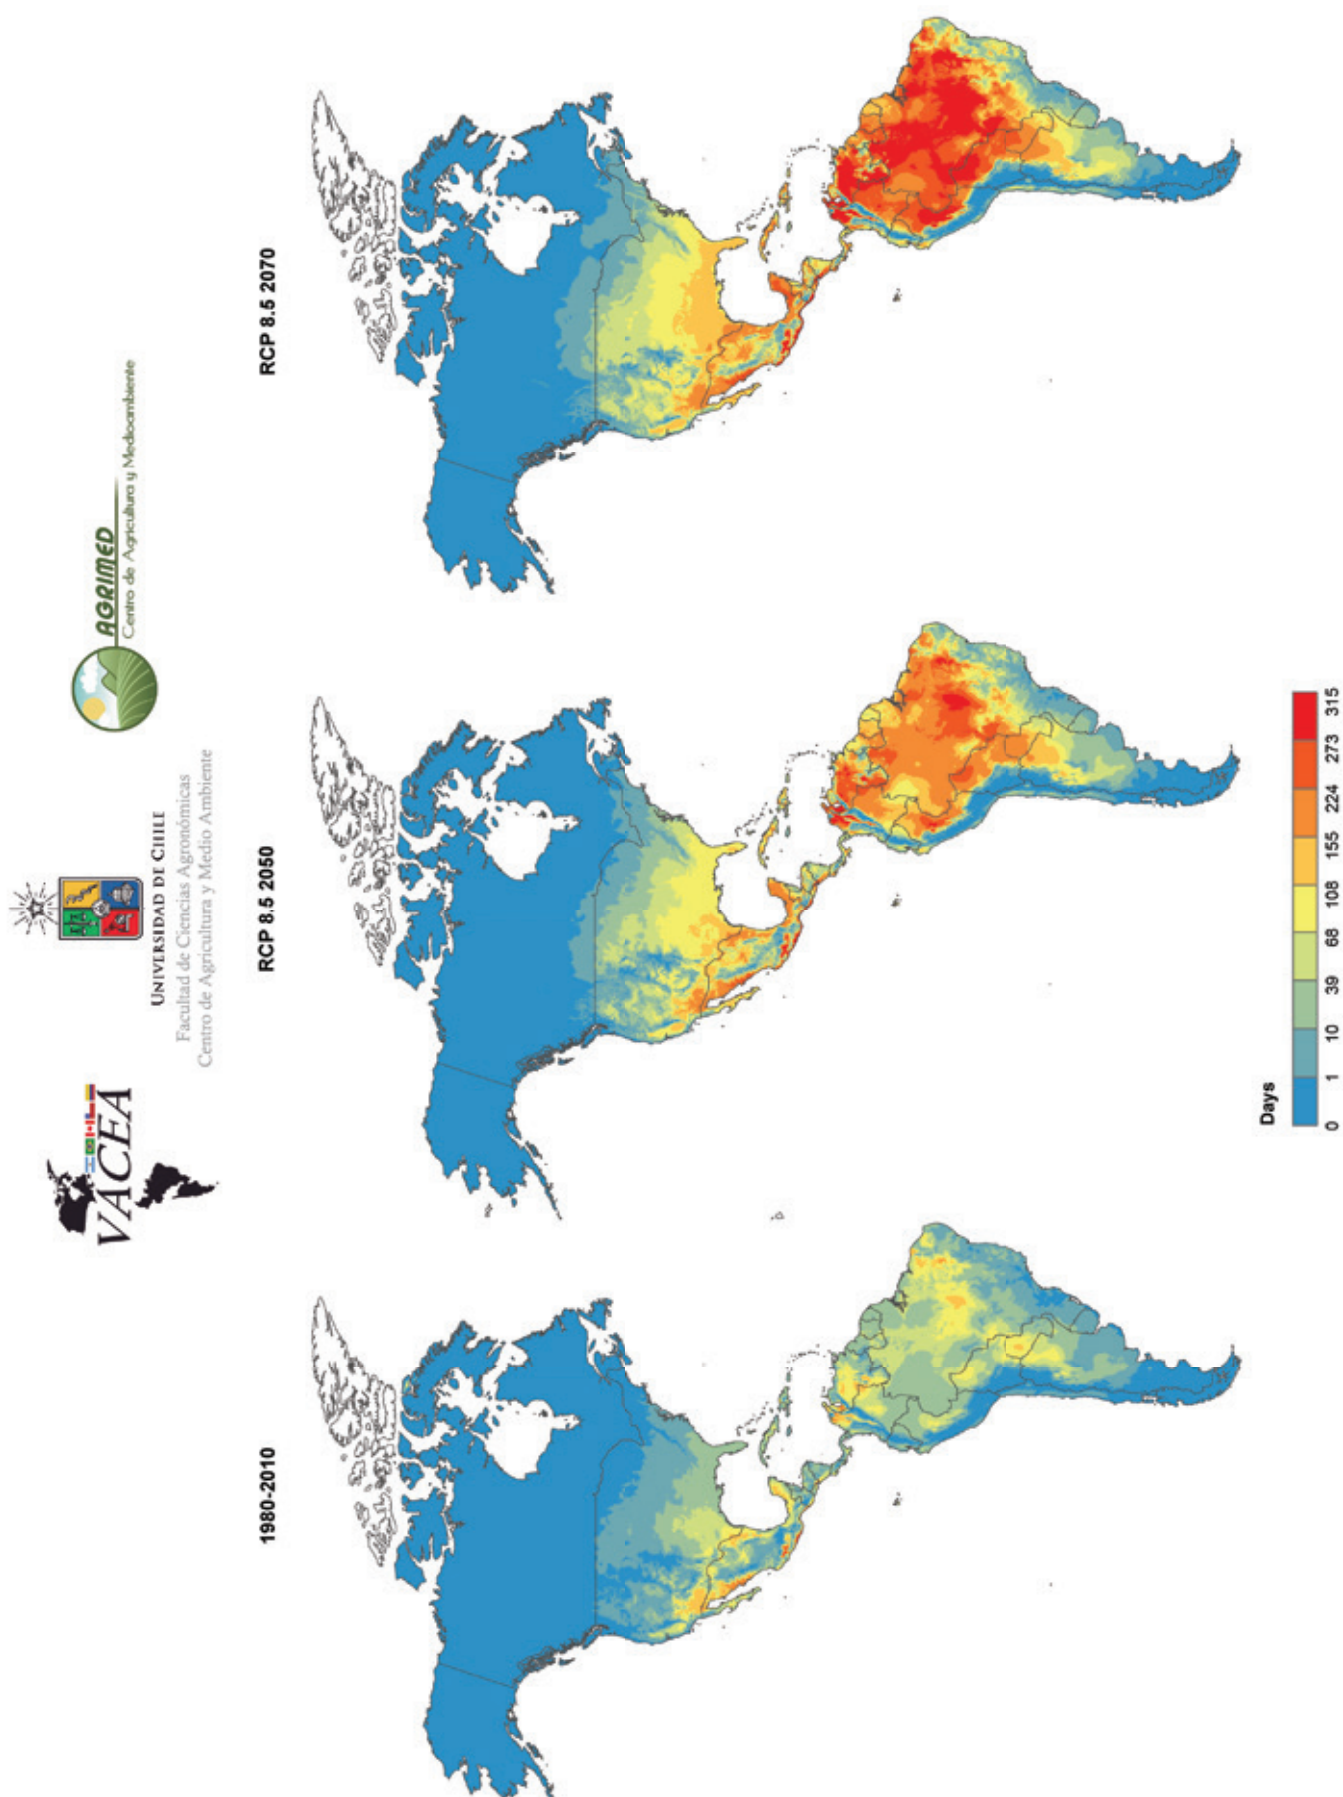 VACEA
UNIVERSIDAD DE CHILE
Facultad de Ciencias Agronómicas
Centro de Agricultura y Medio Ambiente
AGRIMED
Centro de Agricultura y Medioambiente
1980-2010
RCP 8.5 2050
RCP 8.5 2070
Days
0 1 10 39 68 108 155 224 273 315